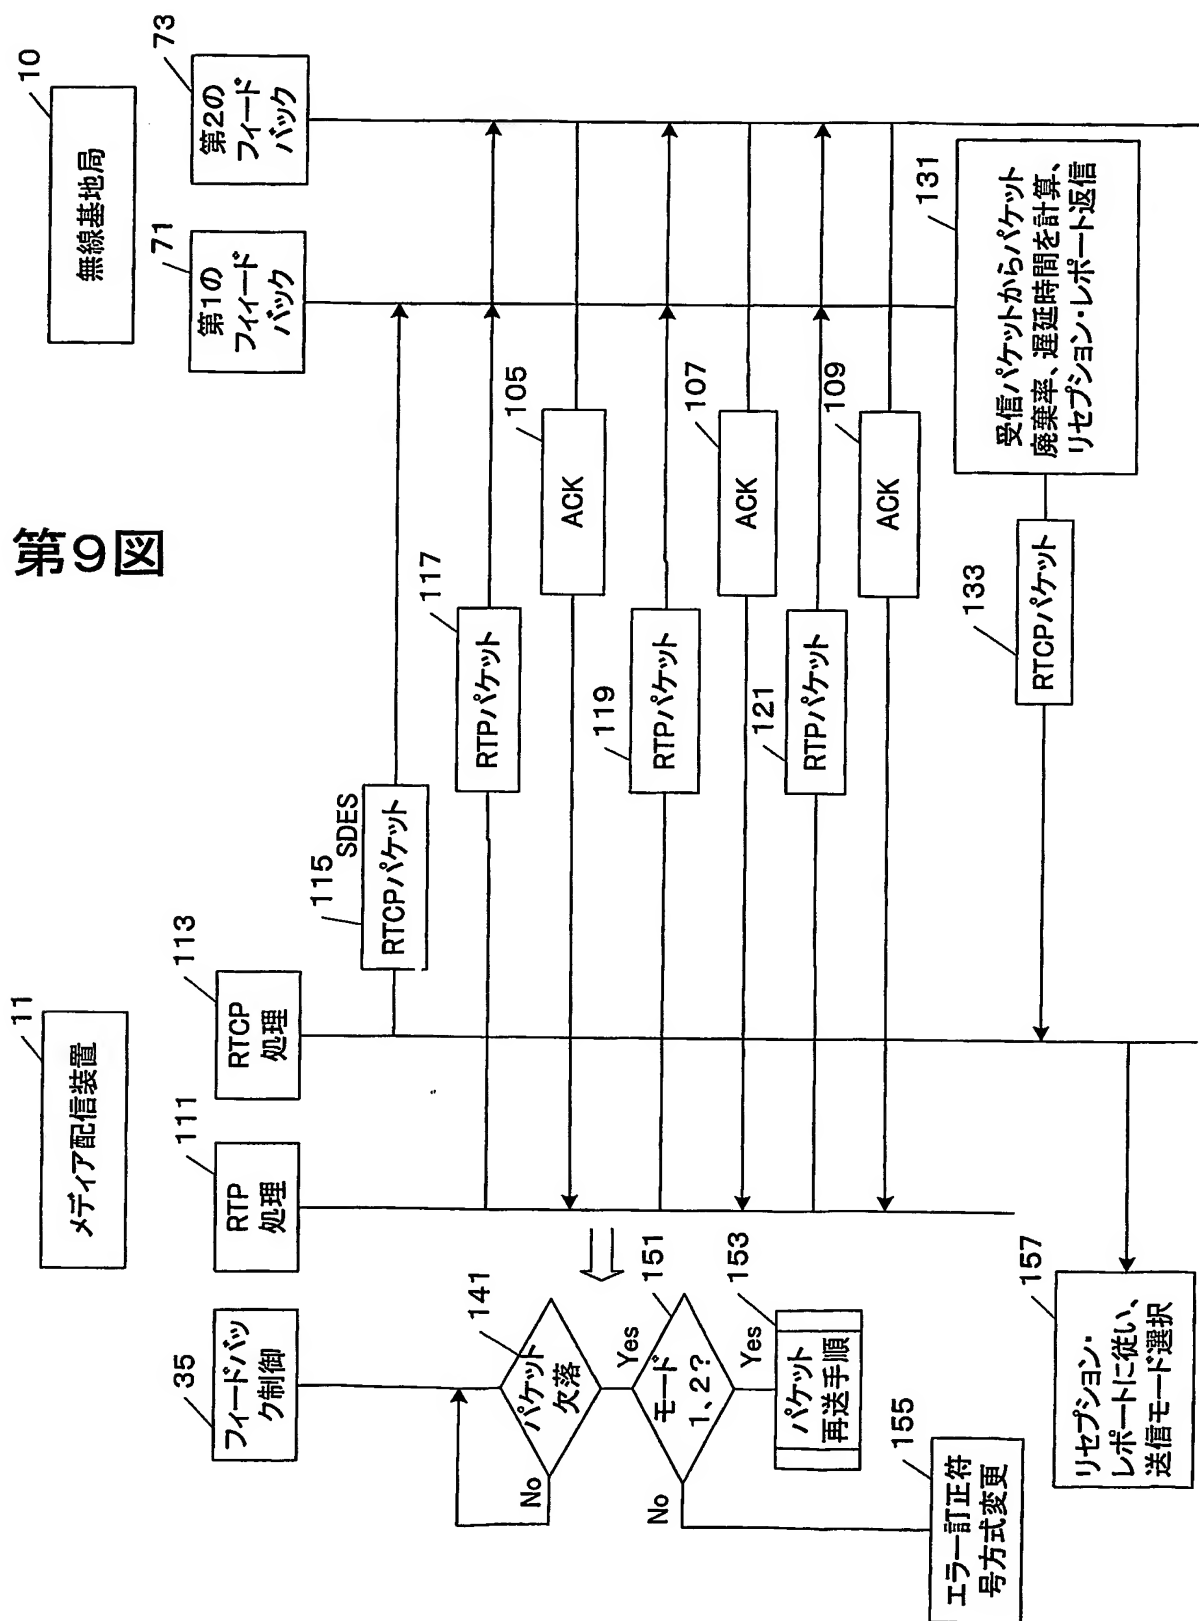 第9図
10
無線基地局
71
第1の
フィード
バック
73
第2の
フィード
バック
11
メディア配信装置
35
フィードバッ
ク制御
111
RTP
処理
113
RTCP
処理
115
SDES
RTCPパケット
117
RTPパケット
105
ACK
119
RTPパケット
107
ACK
121
RTPパケット
109
ACK
131
受信パケットからパケット
廃棄率、遅延時間を計算、
リセプション・レポート返信
133
RTCPパケット
141
パケット
欠落
No
Yes
151
モード
1、2?
No
Yes
153
パケット
再送手順
155
エラー訂正符
号方式変更
157
リセプション・
レポートに従い、
送信モード選択